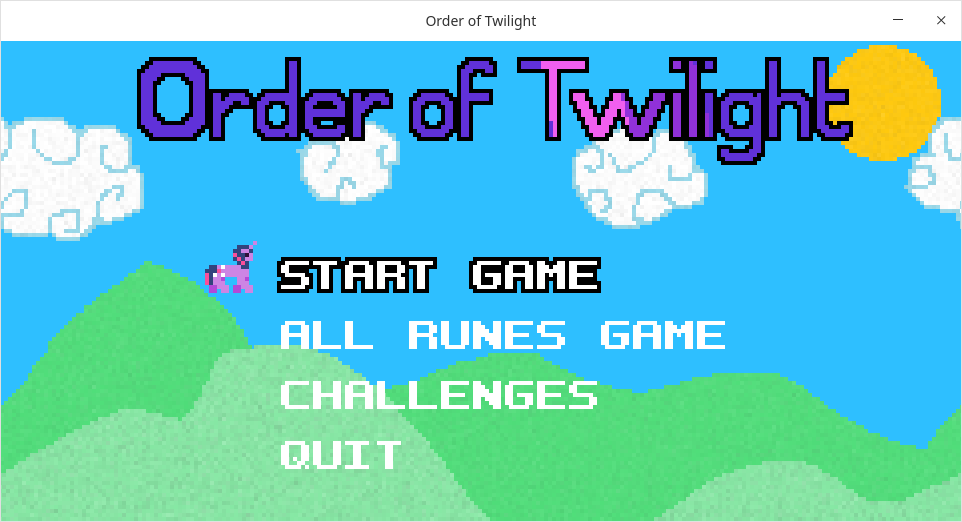 Order of Twilight
Order of Twilight
START GAME
ALL RUNES GAME
CHALLENGES
QUIT